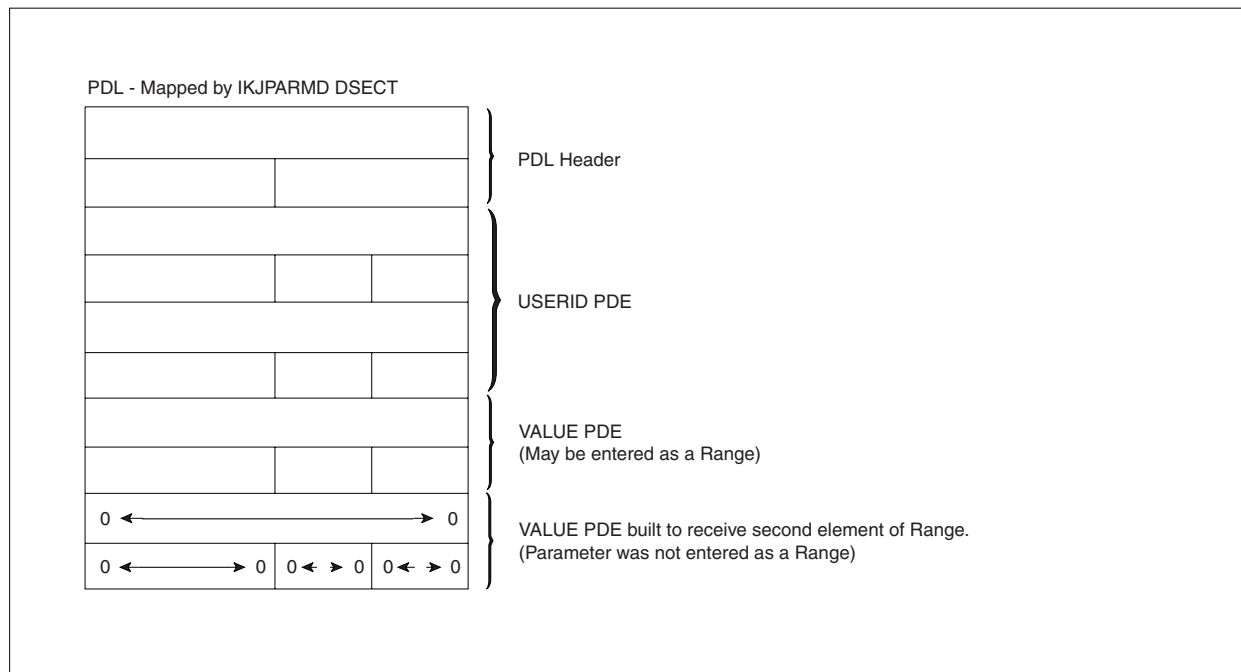 PDL - Mapped by IKJPARMD DSECT
PDL Header
USERID PDE
VALUE PDE
(May be entered as a Range)
0 0
VALUE PDE built to receive second element of Range.
(Parameter was not entered as a Range)
0 0 0 0 0 0